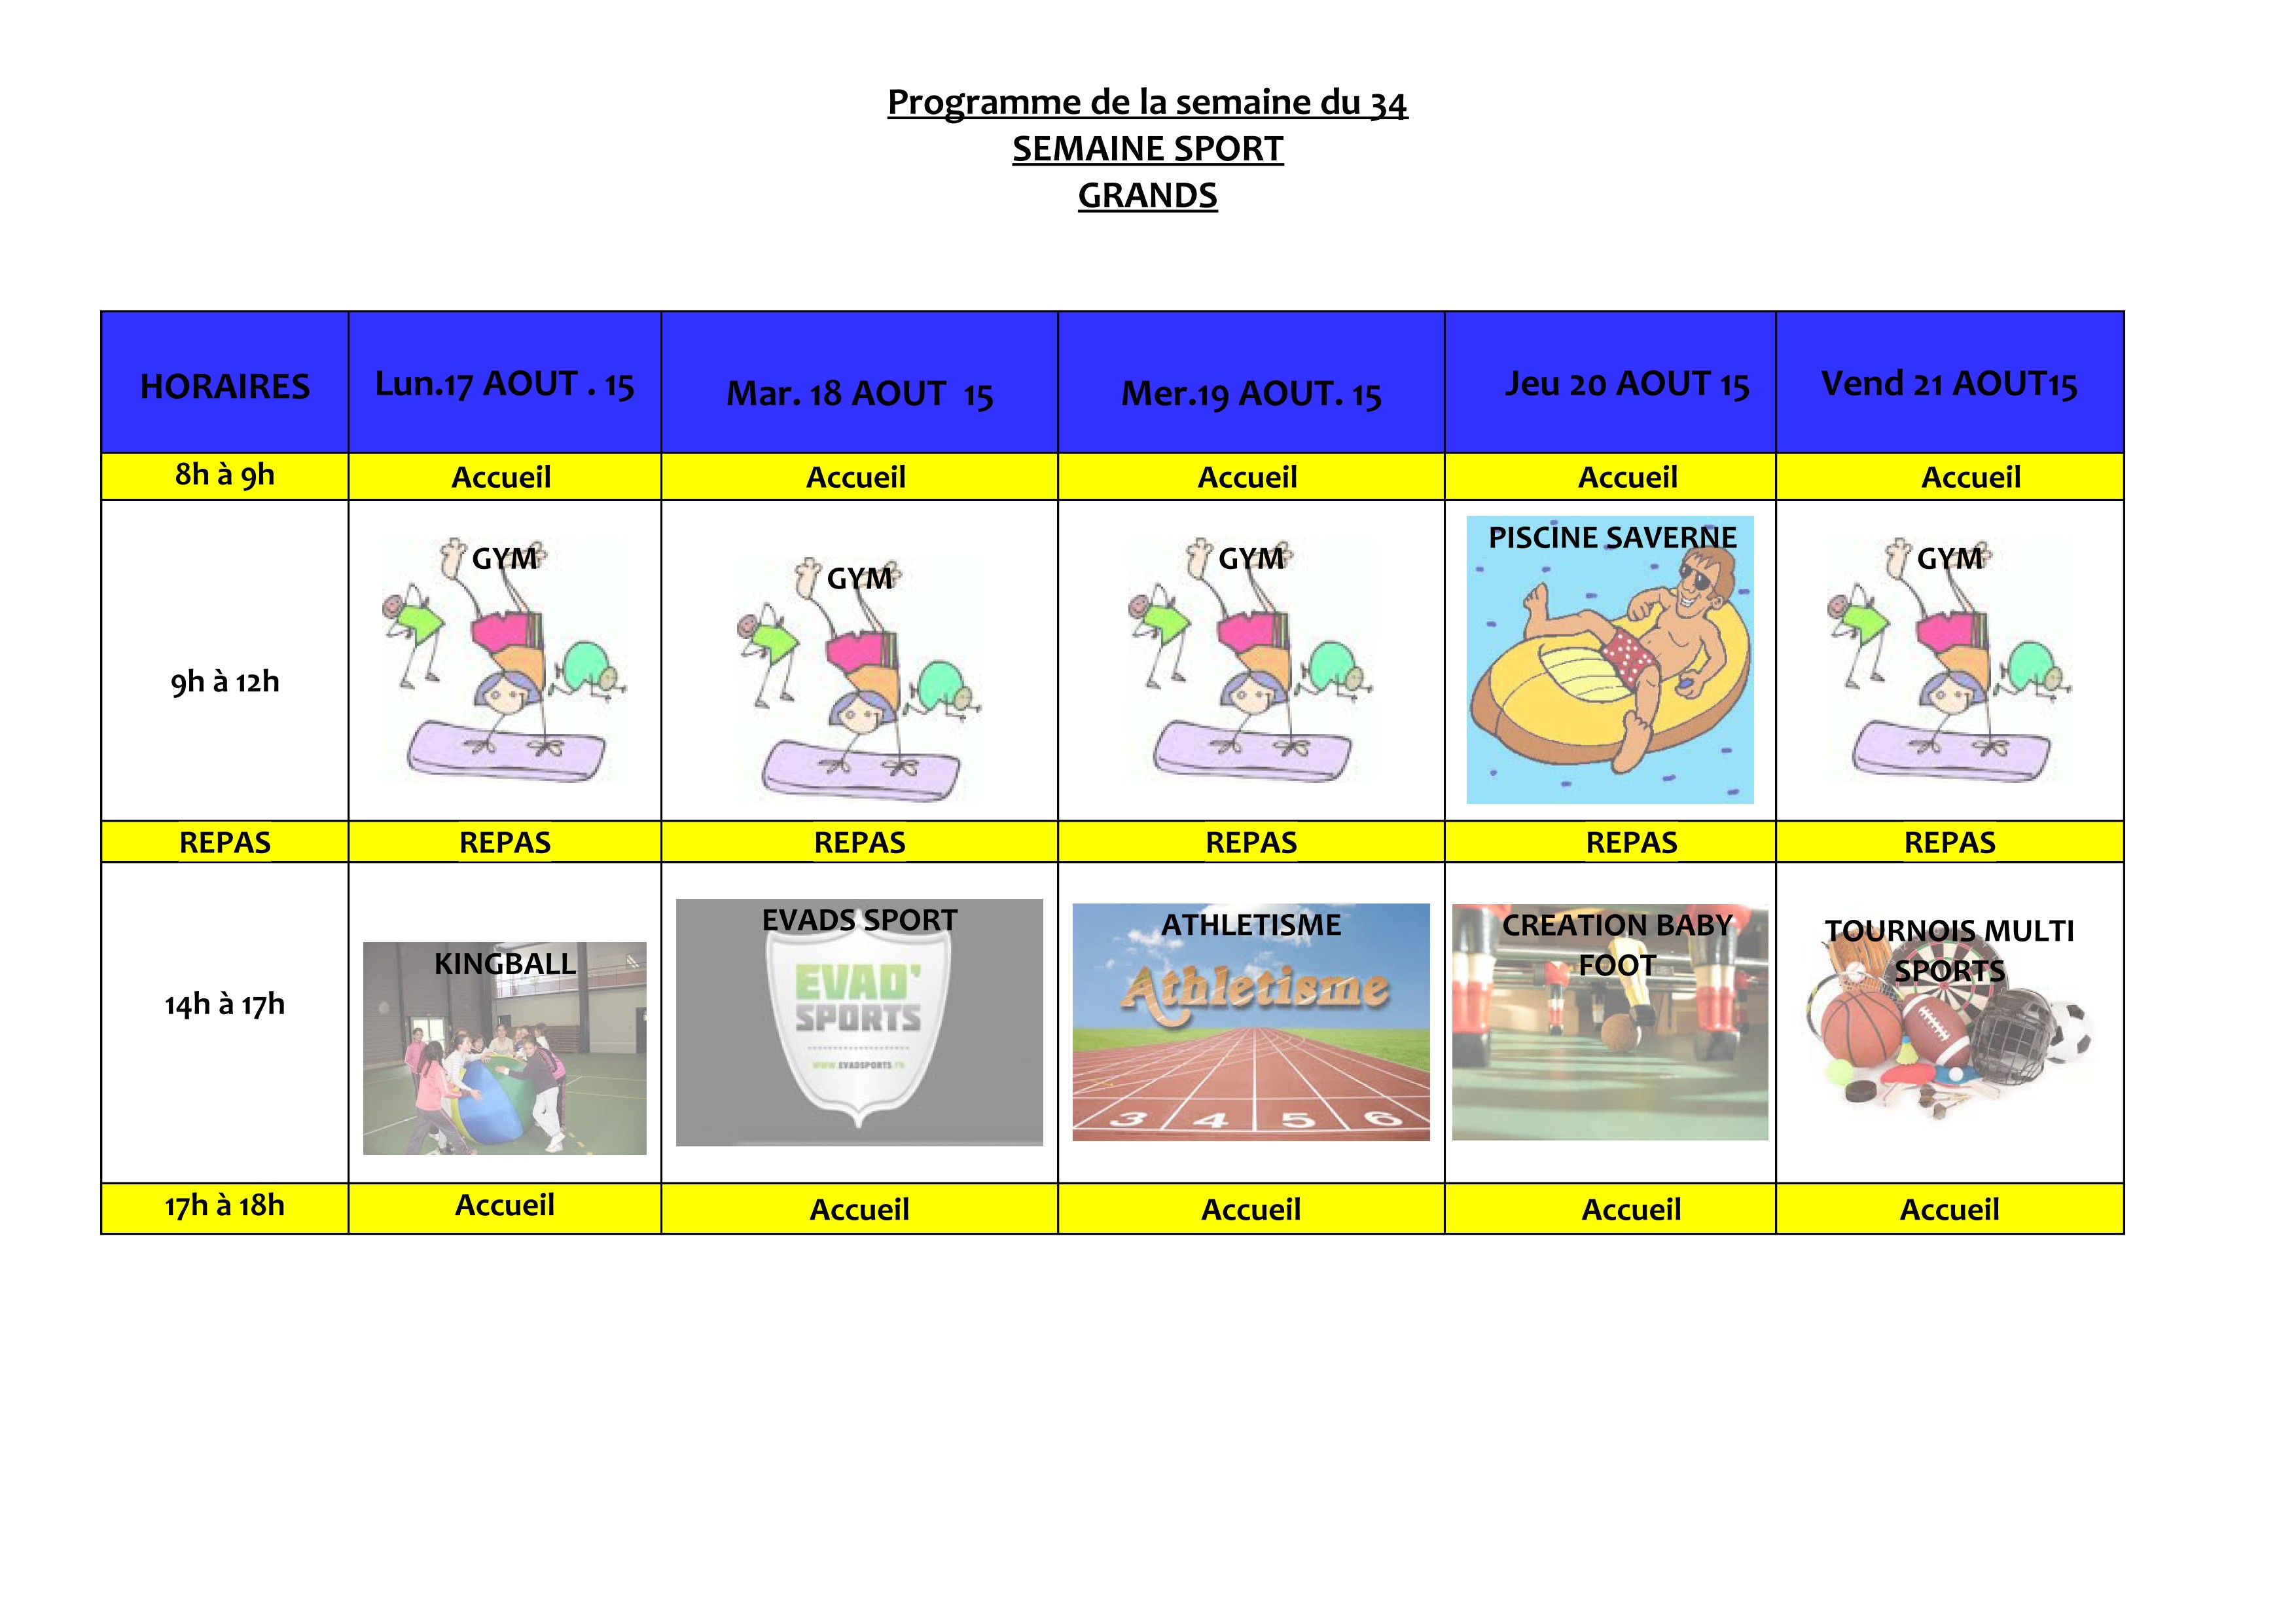 Programme de la semaine du 34
SEMAINE SPORT
GRANDS
HORAIRES
Lun.17 AOUT . 15
Mar. 18 AOUT 15
Mer.19 AOUT. 15
Jeu 20 AOUT 15
Vend 21 AOUT15
8h à 9h
Accueil
Accueil
Accueil
Accueil
Accueil
9h à 12h
GYM
GYM
GYM
PISCINE SAVERNE
GYM
REPAS
REPAS
REPAS
REPAS
REPAS
REPAS
14h à 17h
KINGBALL
EVADS SPORT
EVAD'
SPORTS
WWW.EVADSPORTS.FR
ATHLETISME
Athletisme
3 4 5 6
CREATION BABY
FOOT
TOURNOIS MULTI
SPORTS
17h à 18h
Accueil
Accueil
Accueil
Accueil
Accueil